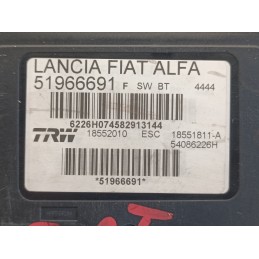 LANCIA FIAT ALFA
51966691 F SW BT 4444
6226H074582913144
TRW 18552010 ESC 18551811-A
54086226H
*51966691*